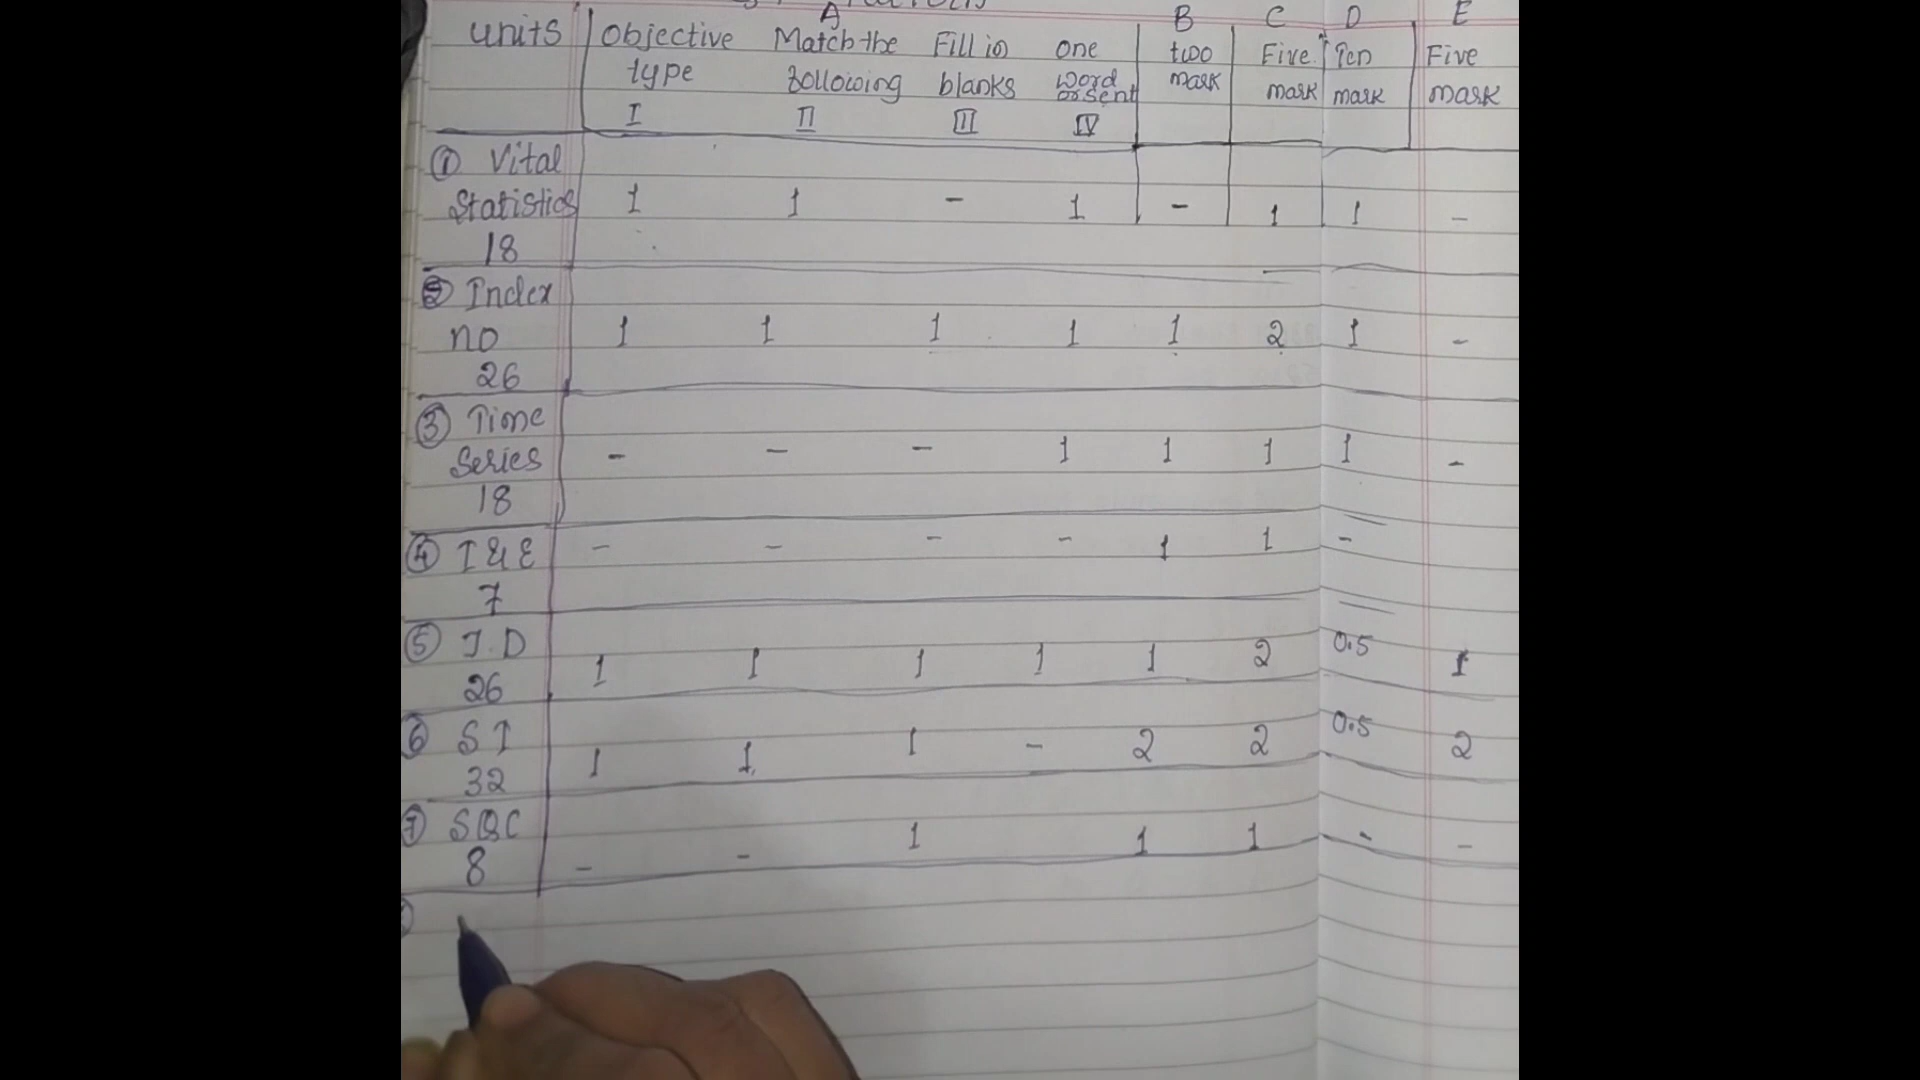 A B C D E
units Objective Match the Fill in one two Five Ten Five
type following blanks word or sent mark mark mark mark
I II III IV
① Vital
Statistics 1 1 - 1 - 1 1 -
18
② Index
no 1 1 1 1 1 2 1 -
26
③ Time
Series - - - 1 1 1 1 -
18
④ I & E - - - - 1 1 -
7
⑤ I.D 1 1 1 1 1 2 0.5 1
26
⑥ S I 1 1 1 - 2 2 0.5 2
32
⑦ SQC - - 1 1 1 - -
8